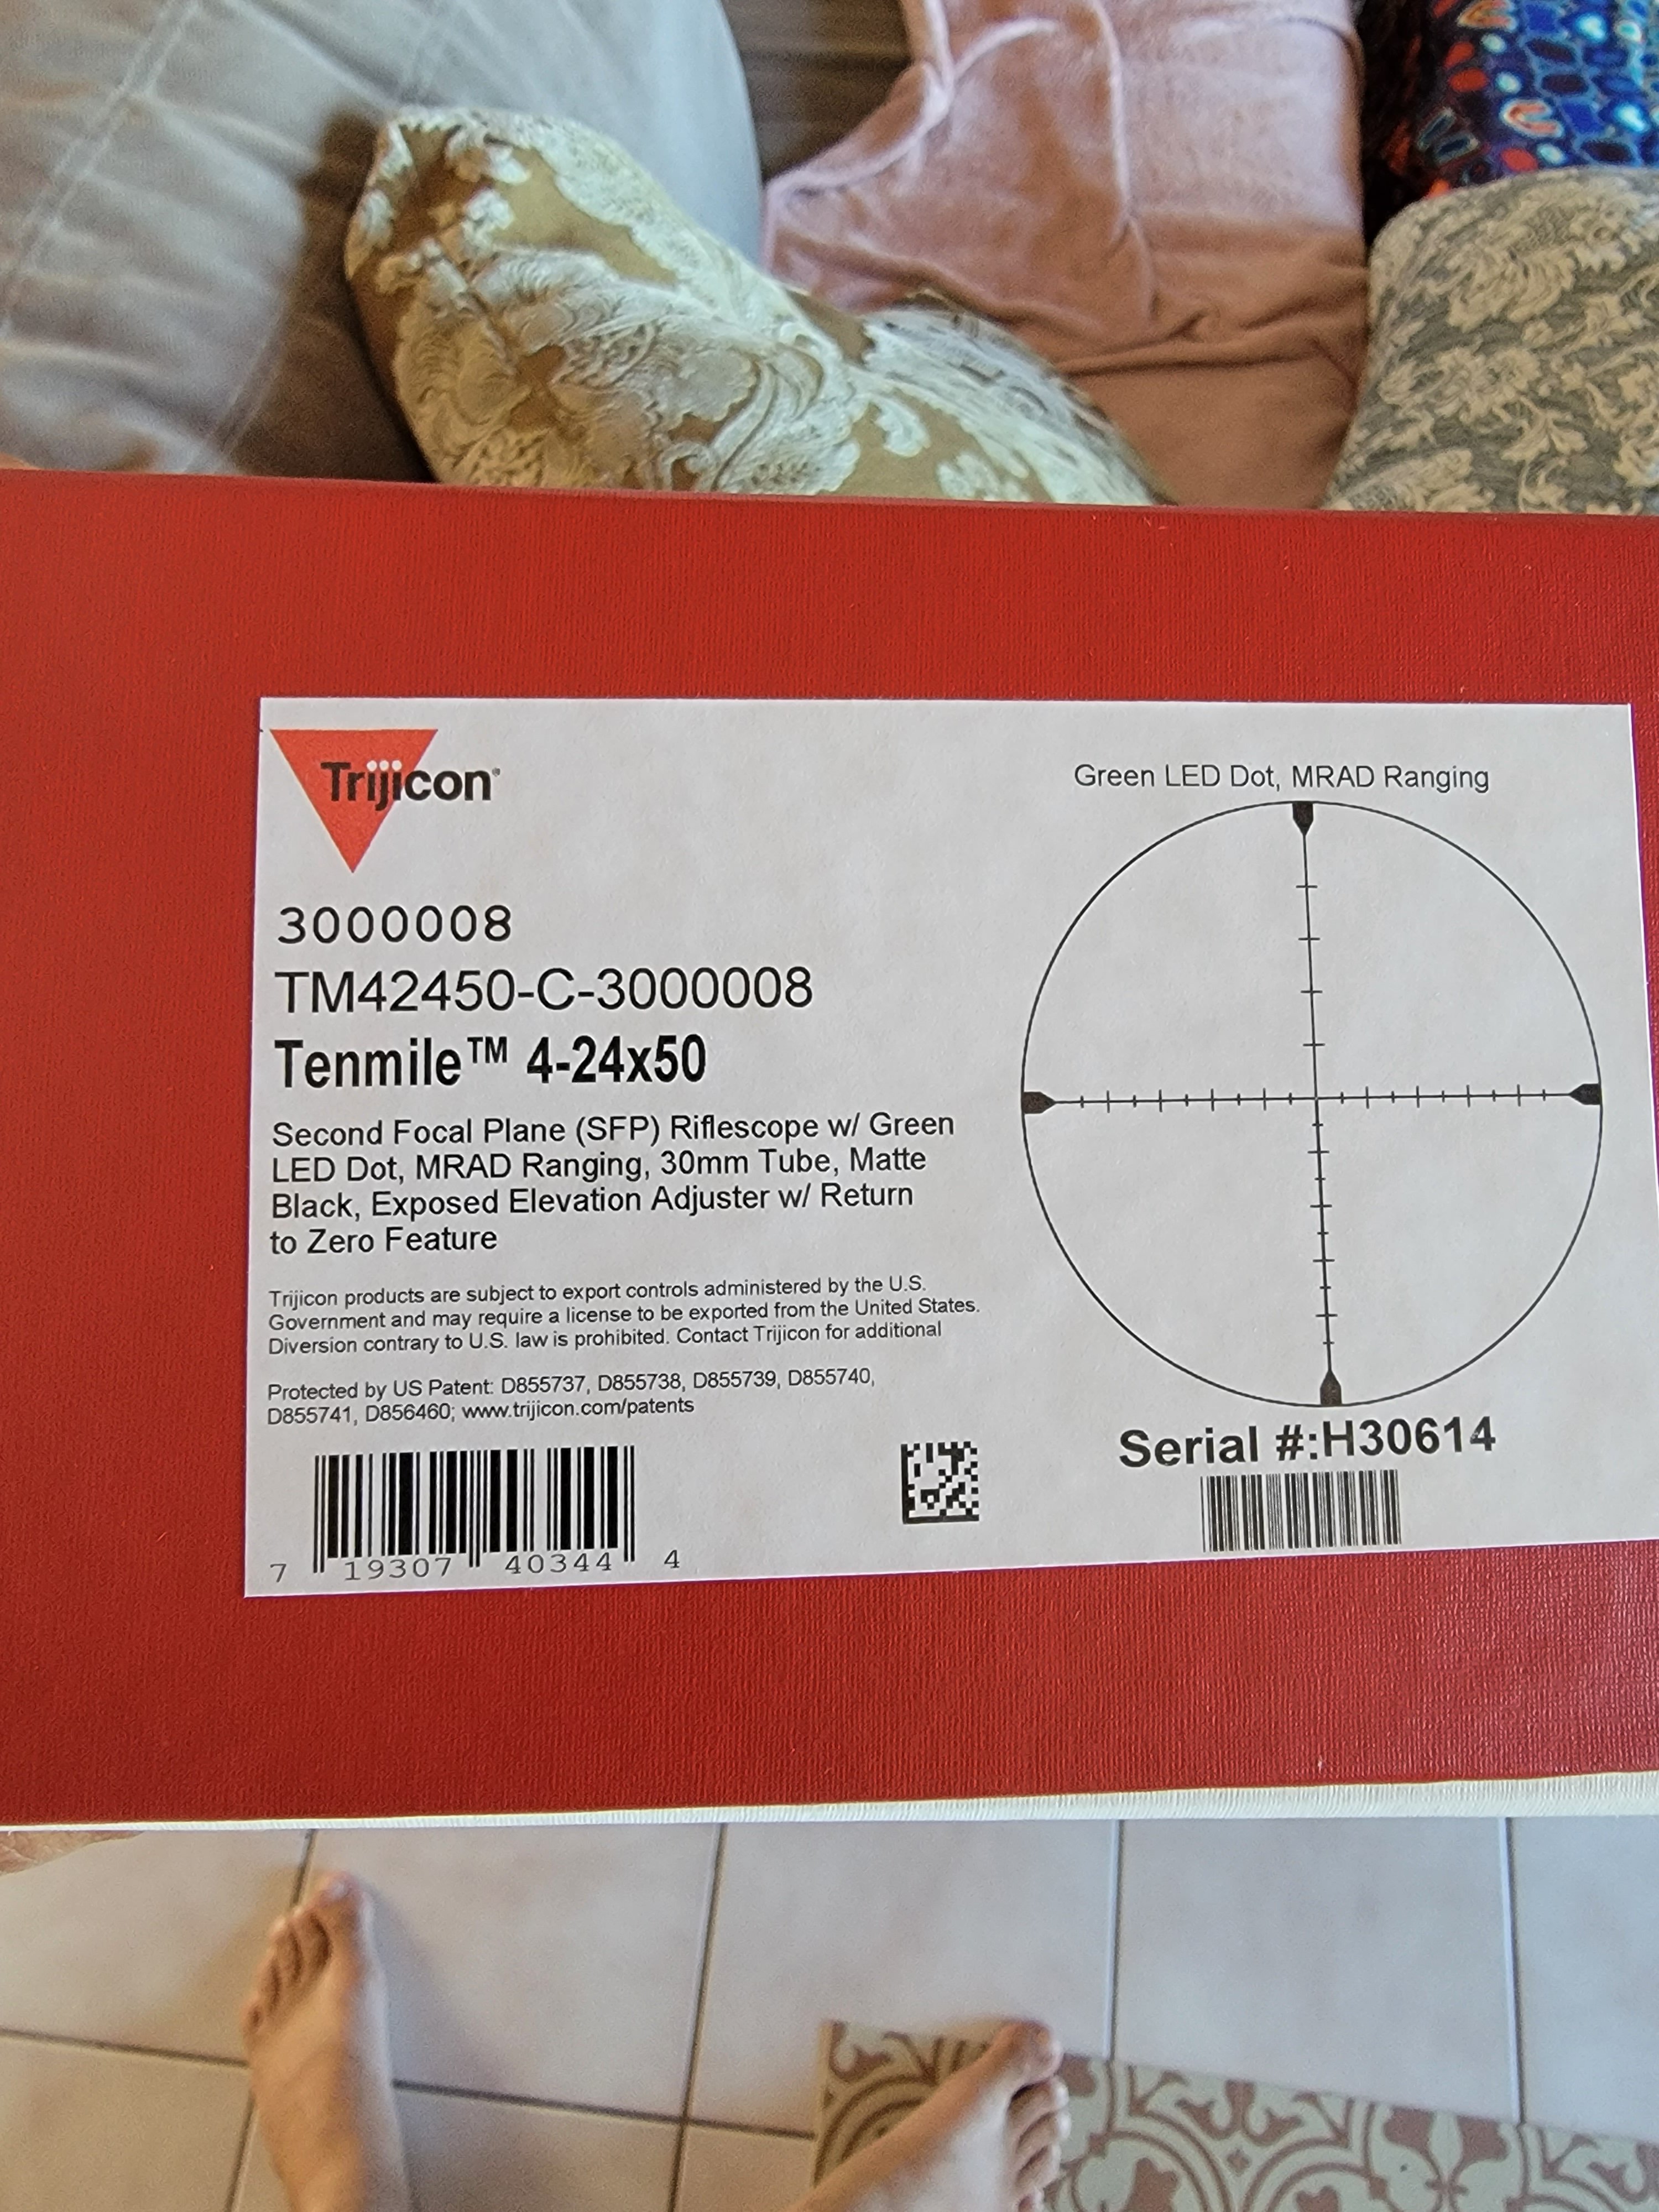 Trijicon®
Green LED Dot, MRAD Ranging
3000008
TM42450-C-3000008
Tenmile™ 4-24x50
Second Focal Plane (SFP) Riflescope w/ Green
LED Dot, MRAD Ranging, 30mm Tube, Matte
Black, Exposed Elevation Adjuster w/ Return
to Zero Feature
Trijicon products are subject to export controls administered by the U.S.
Government and may require a license to be exported from the United States.
Diversion contrary to U.S. law is prohibited. Contact Trijicon for additional
Protected by US Patent: D855737, D855738, D855739, D855740,
D855741, D856460; www.trijicon.com/patents
Serial #:H30614
7 19307 40344 4